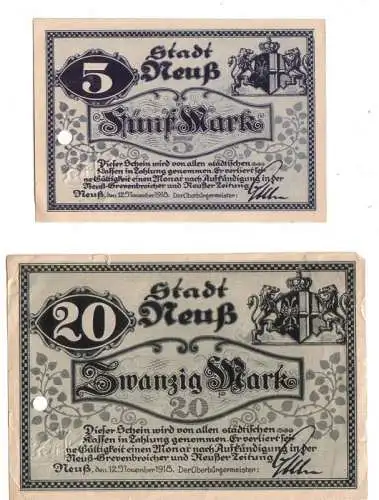 Stadt
Neuß
5
Fünf Mark
5
Dieser Schein wird von allen städtischen
Kassen in Zahlung genommen. Er verliert sei-
ne Gültigkeit einen Monat nach Aufkündigung in der
Neuß-Grevenbroicher und Neußer Zeitung.
Neuß, den 12. November 1918. Der Oberbürgermeister:
Stadt
Neuß
20
Zwanzig Mark
20
Dieser Schein wird von allen städtischen
Kassen in Zahlung genommen. Er verliert sei-
ne Gültigkeit einen Monat nach Aufkündigung in der
Neuß-Grevenbroicher und Neußer Zeitung.
Neuß, den 12. November 1918. Der Oberbürgermeister: